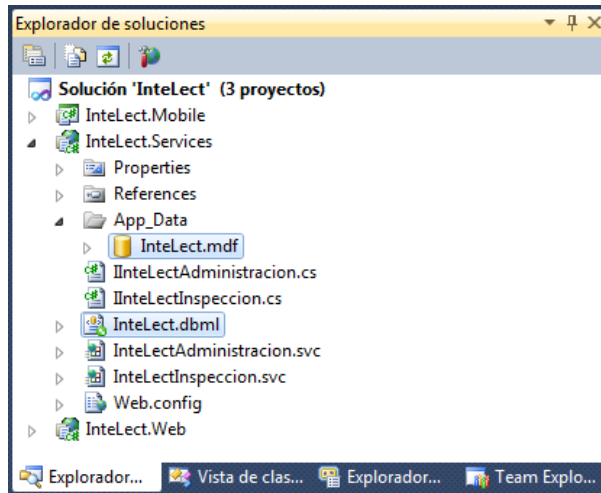 Explorador de soluciones
Solución 'InteLect' (3 proyectos)
InteLect.Mobile
InteLect.Services
Properties
References
App_Data
InteLect.mdf
IInteLectAdministracion.cs
IInteLectInspeccion.cs
InteLect.dbml
InteLectAdministracion.svc
InteLectInspeccion.svc
Web.config
InteLect.Web
Explorador... Vista de clas... Explorador... Team Explo...